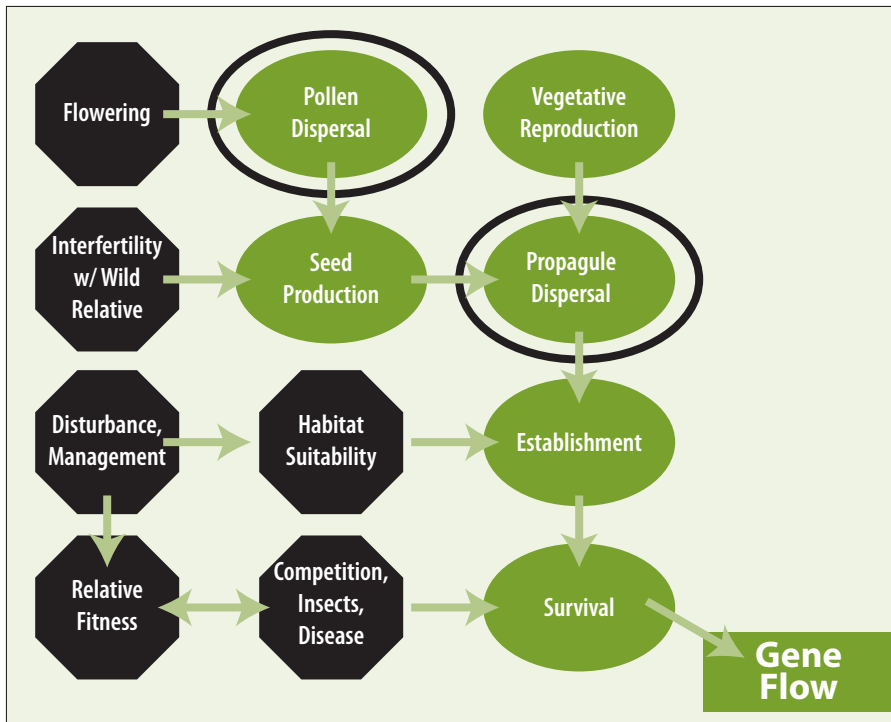 Flowering
Pollen
Dispersal
Vegetative
Reproduction
Interfertility
w/ Wild
Relative
Seed
Production
Propagule
Dispersal
Disturbance,
Management
Habitat
Suitability
Establishment
Relative
Fitness
Competition,
Insects,
Disease
Survival
Gene
Flow